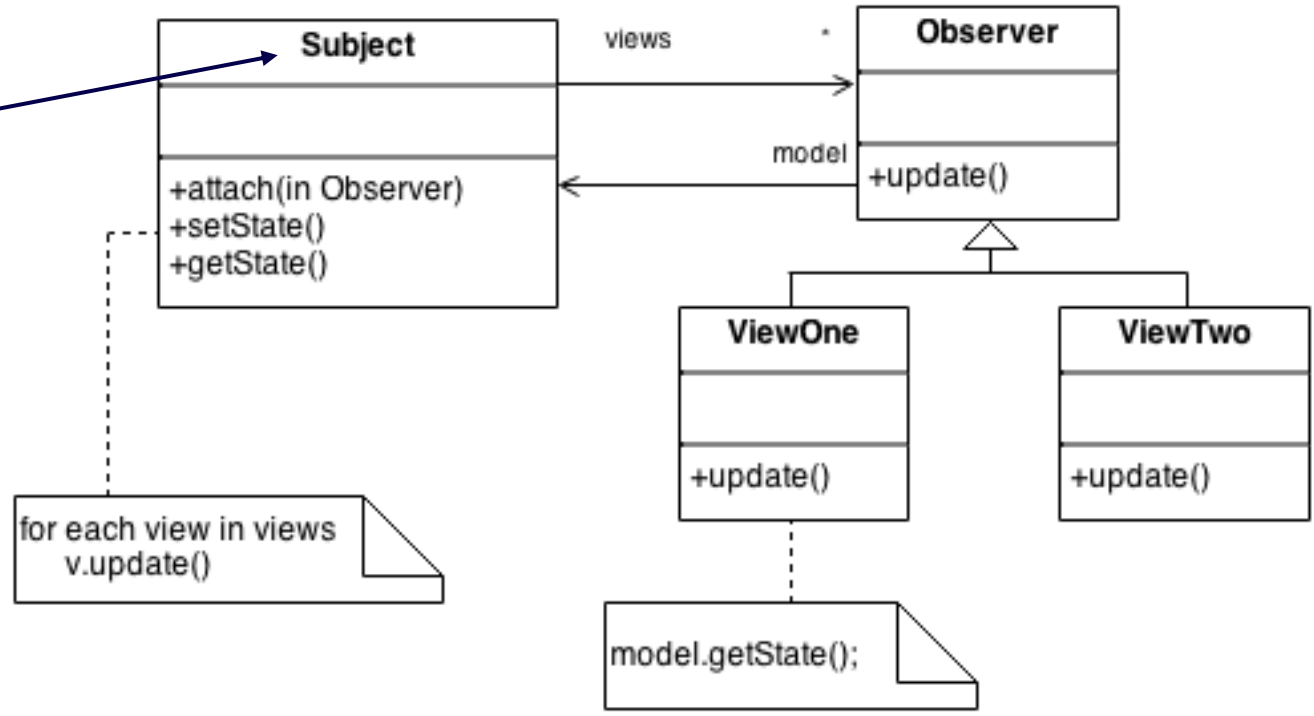 Subject
+attach(in Observer)
+setState()
+getState()
views
*
model
Observer
+update()
ViewOne
+update()
ViewTwo
+update()
for each view in views
v.update()
model.getState();